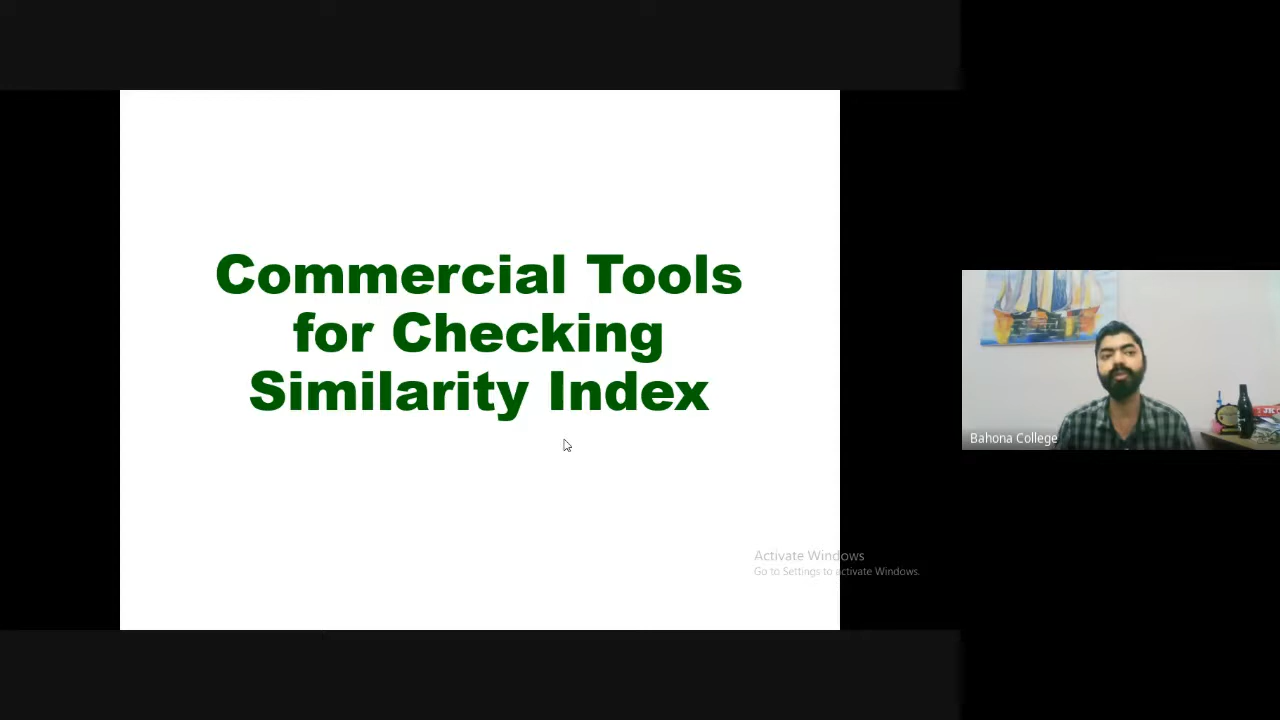 Commercial Tools
for Checking
Similarity Index
Activate Windows
Go to Settings to activate Windows.
Bahona College